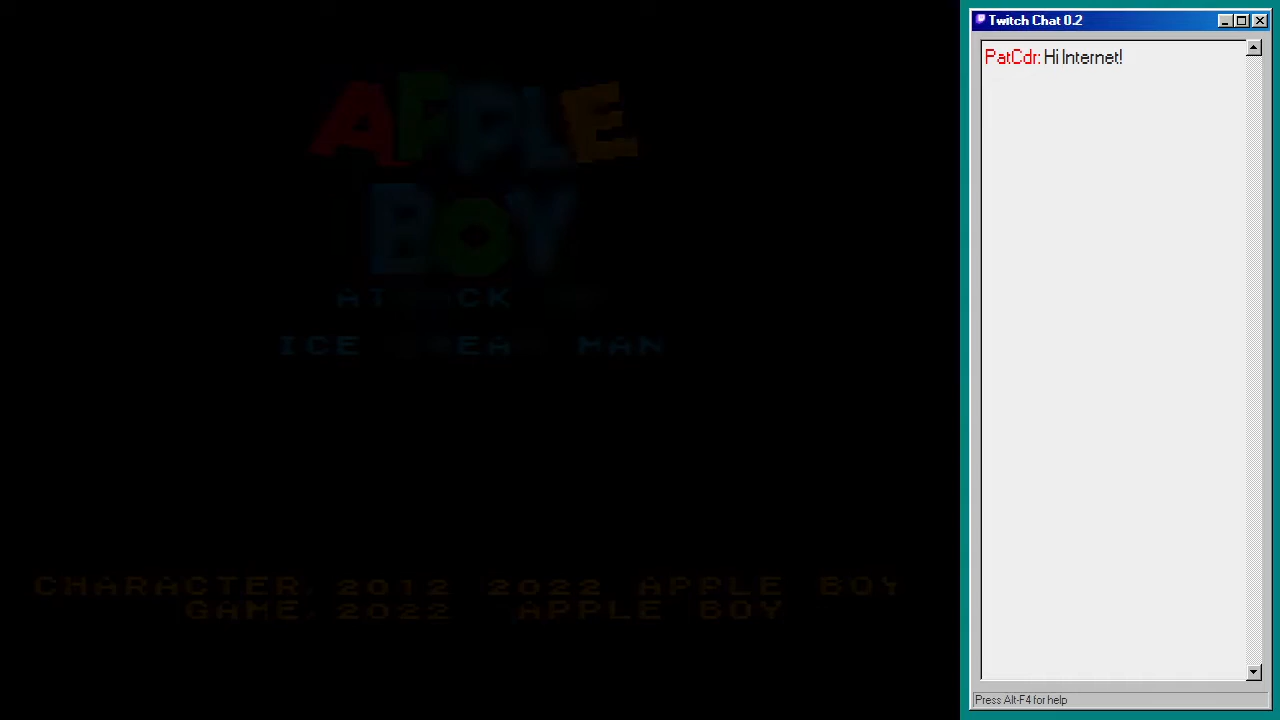 APPLE
BOY
ICE MAN
CHARACTER, 2012 2022 APPLE BOY
GAME, 2022 APPLE BOY
Twitch Chat 0.2
PatCdr: Hi Internet!
Press Alt-F4 for help